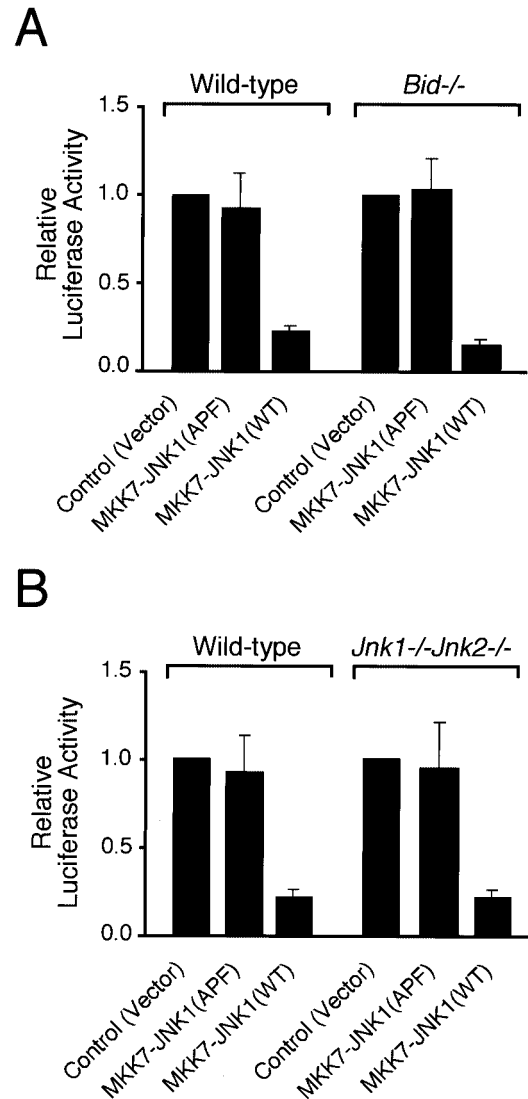 A
Wild-type
Bid-/-
Relative
Luciferase Activity
1.5
1.0
0.5
0.0
Control (Vector)
MKK7-JNK1(APF)
MKK7-JNK1(WT)
Control (Vector)
MKK7-JNK1(APF)
MKK7-JNK1(WT)
B
Wild-type
Jnk1-/-Jnk2-/-
Relative
Luciferase Activity
1.5
1.0
0.5
0.0
Control (Vector)
MKK7-JNK1(APF)
MKK7-JNK1(WT)
Control (Vector)
MKK7-JNK1(APF)
MKK7-JNK1(WT)